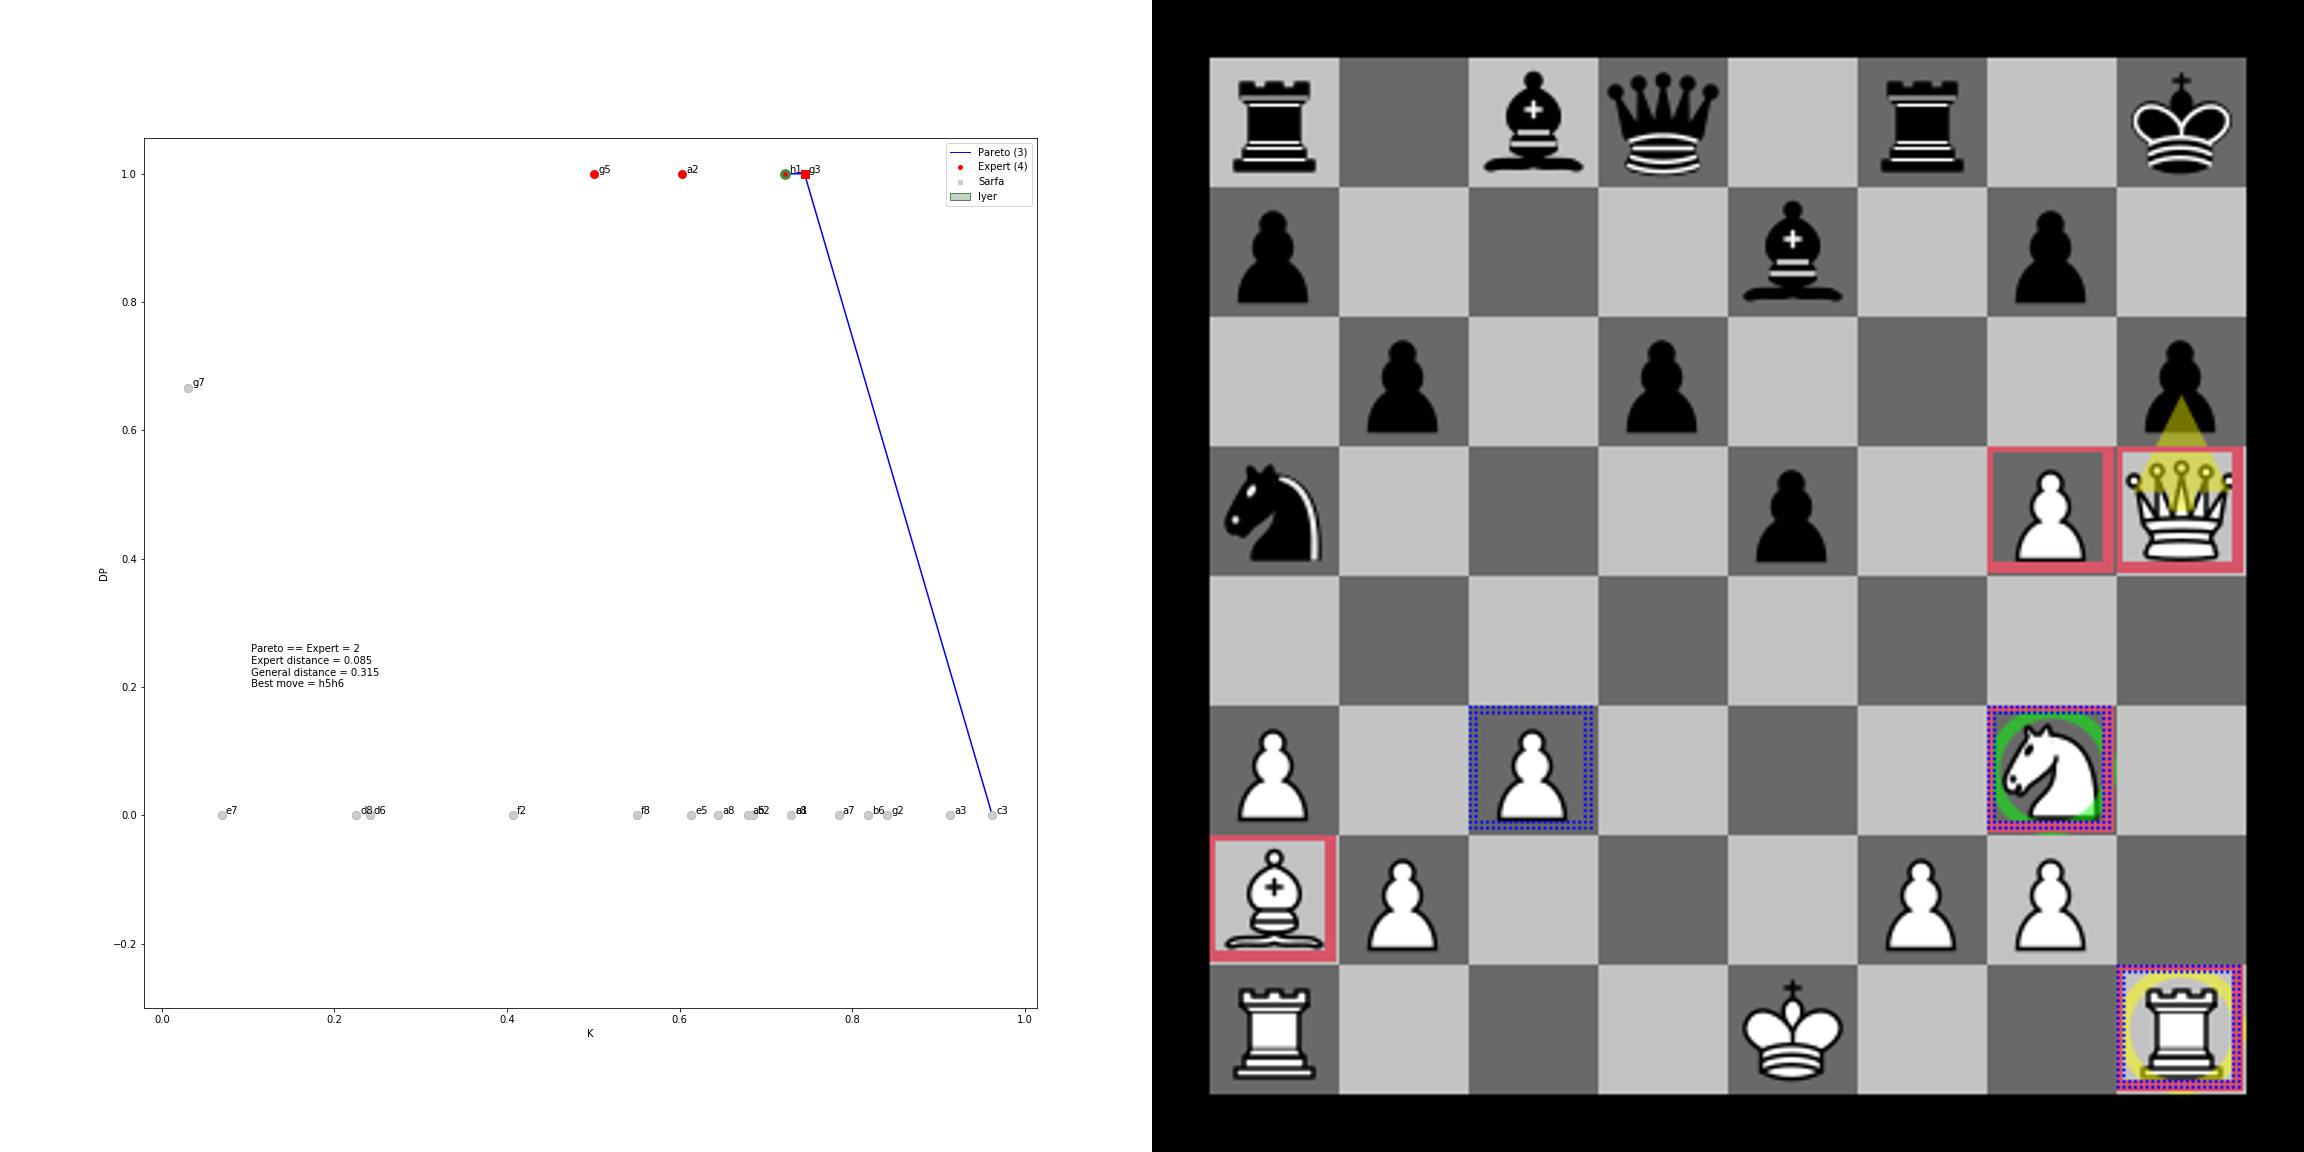 Pareto (3)
Expert (4)
Sarfa
Iyer
1.0
g5
a2
h1
g3
0.8
g7
0.6
DP
0.4
Pareto == Expert = 2
Expert distance = 0.085
General distance = 0.315
Best move = h5h6
0.2
0.0
e7
d8
d6
f2
f8
e5
a8
a7
b6
g2
a3
c3
−0.2
0.0
0.2
0.4
0.6
0.8
1.0
K